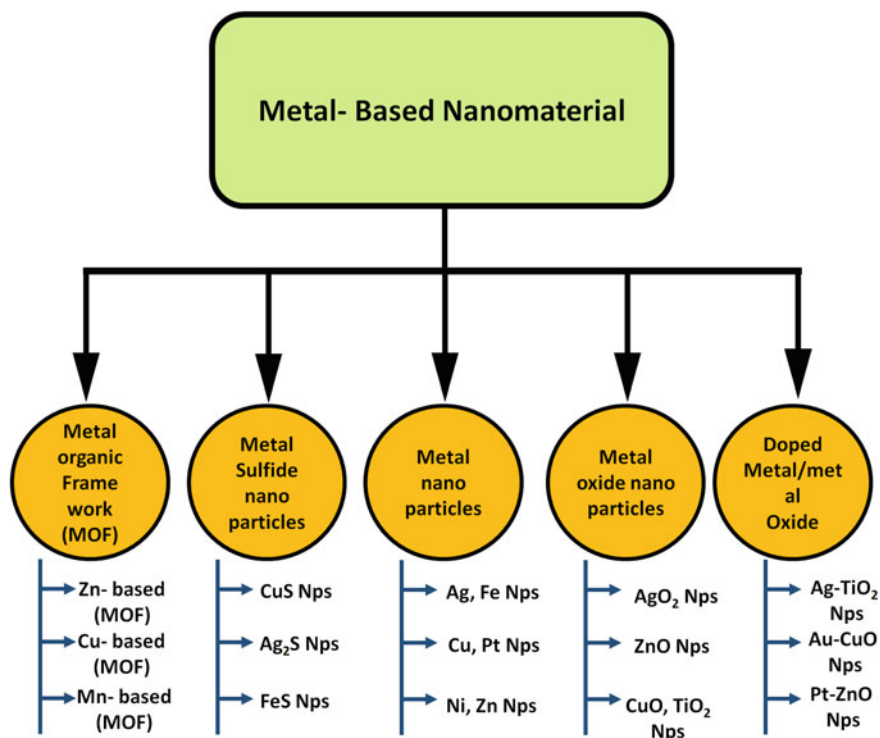 Metal- Based Nanomaterial
Metal
organic
Frame
work
(MOF)
Zn- based
(MOF)
Cu- based
(MOF)
Mn- based
(MOF)
Metal
Sulfide
nano
particles
CuS Nps
Ag₂S Nps
FeS Nps
Metal
nano
particles
Ag, Fe Nps
Cu, Pt Nps
Ni, Zn Nps
Metal
oxide nano
particles
AgO₂ Nps
ZnO Nps
CuO, TiO₂
Nps
Doped
Metal/met
al
Oxide
Ag-TiO₂
Nps
Au-CuO
Nps
Pt-ZnO
Nps